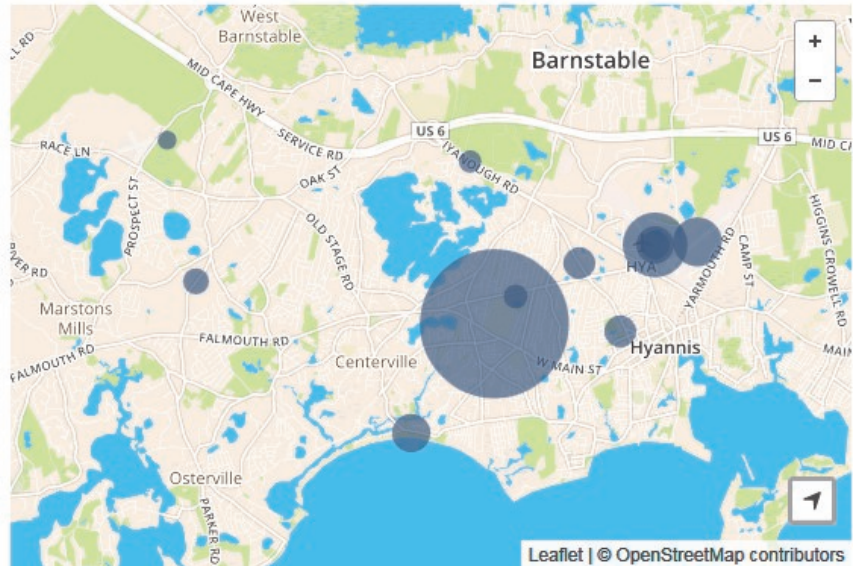 West
Barnstable
MID CAPE HWY
Barnstable
+
−
US 6
US 6
MID C
SERVICE RD
RACE LN
IYANOUGH RD
OAK ST
PROSPECT ST
OLD STAGE RD
HIGGINS CROWELL RD
CAMP ST
YARMOUTH RD
HYA
RIVER RD
Marstons
Mills
FALMOUTH RD
FALMOUTH RD
Centerville
W MAIN ST
Hyannis
MAIN
Osterville
PARKER RD
Leaflet | © OpenStreetMap contributors